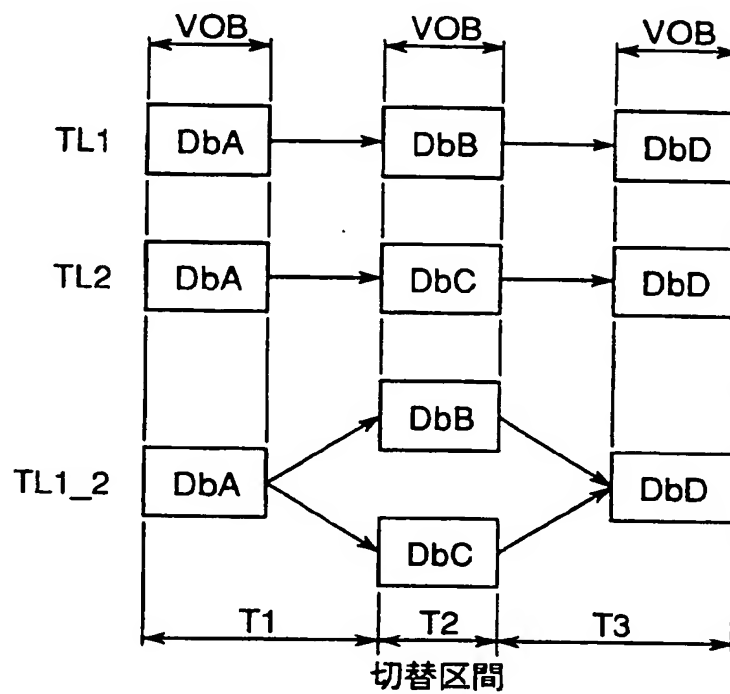 VOB VOB VOB
TL1 DbA DbB DbD
TL2 DbA DbC DbD
DbB
TL1_2 DbA DbD
DbC
T1 T2 T3
切替区間